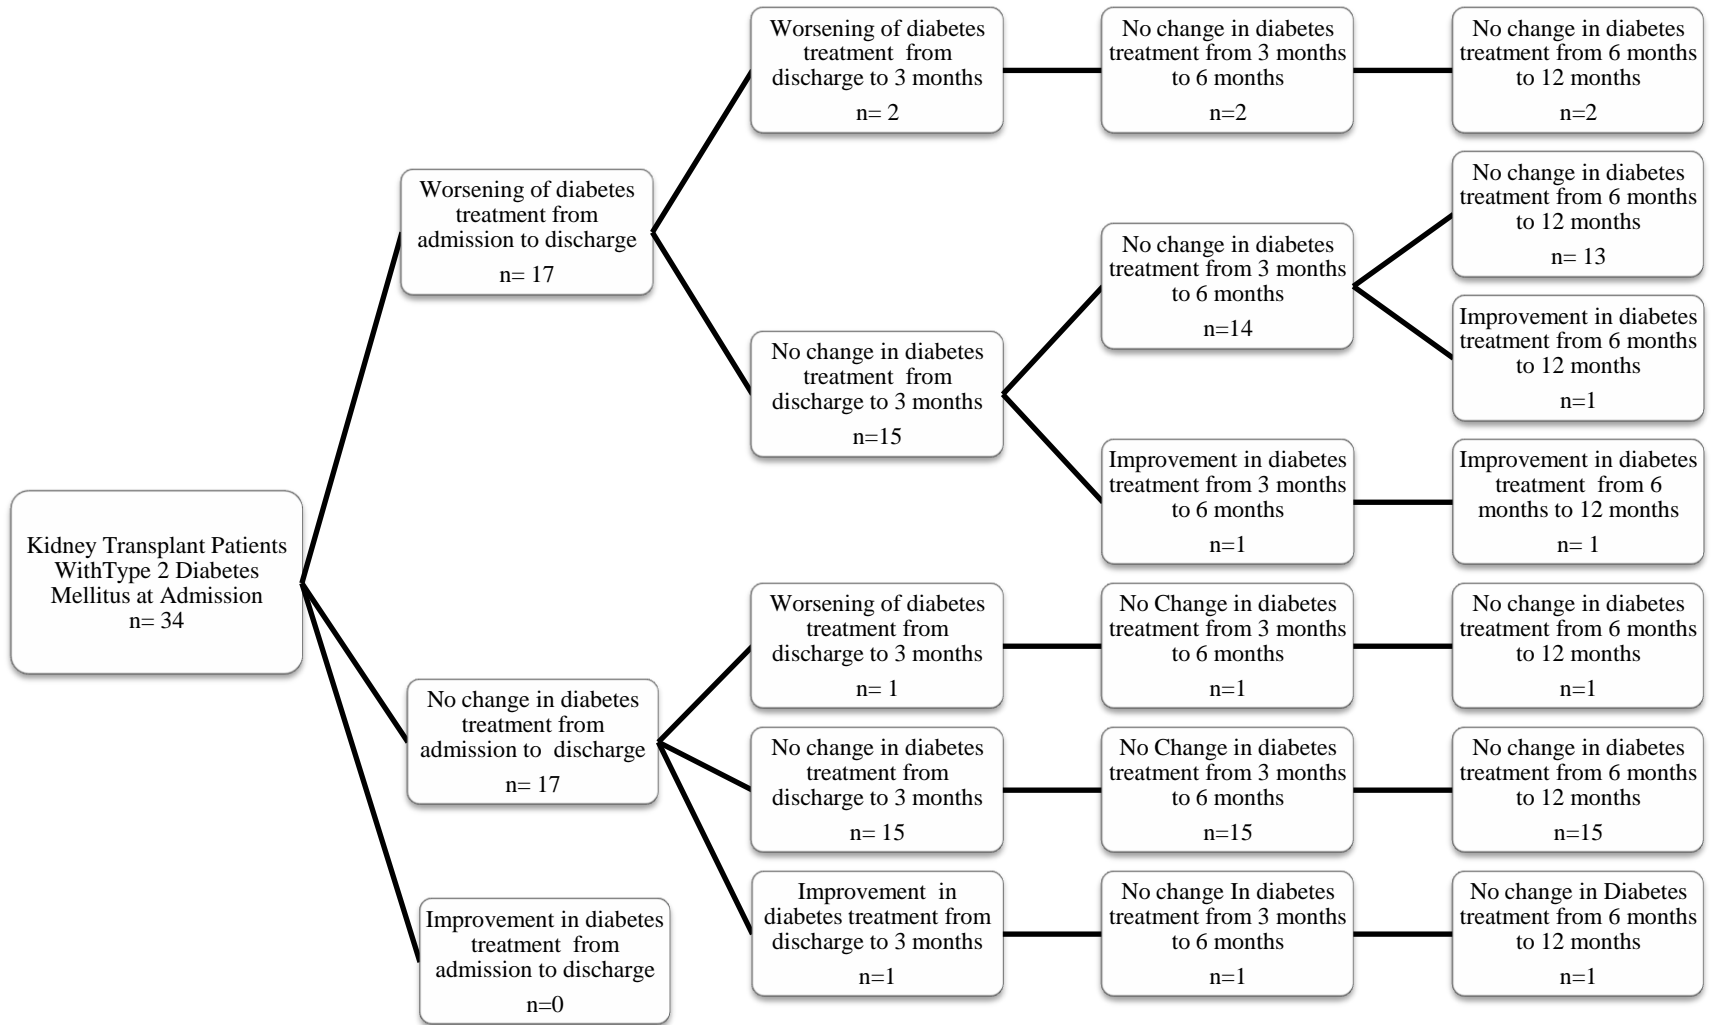 Kidney Transplant Patients
WithType 2 Diabetes
Mellitus at Admission
n= 34
Worsening of diabetes
treatment from
admission to discharge
n= 17
No change in diabetes
treatment from
admission to discharge
n= 17
Improvement in diabetes
treatment from
admission to discharge
n=0
Worsening of diabetes
treatment from
discharge to 3 months
n= 2
No change in diabetes
treatment from
discharge to 3 months
n=15
Worsening of diabetes
treatment from
discharge to 3 months
n= 1
No change in diabetes
treatment from
discharge to 3 months
n= 15
Improvement in
diabetes treatment from
discharge to 3 months
n=1
No change in diabetes
treatment from 3 months
to 6 months
n=2
No change in diabetes
treatment from 3 months
to 6 months
n=14
Improvement in diabetes
treatment from 3 months
to 6 months
n=1
No Change in diabetes
treatment from 3 months
to 6 months
n=1
No Change in diabetes
treatment from 3 months
to 6 months
n=15
No change In diabetes
treatment from 3 months
to 6 months
n=1
No change in diabetes
treatment from 6 months
to 12 months
n=2
No change in diabetes
treatment from 6 months
to 12 months
n= 13
Improvement in diabetes
treatment from 6 months
to 12 months
n=1
Improvement in diabetes
treatment from 6
months to 12 months
n= 1
No change in diabetes
treatment from 6 months
to 12 months
n=1
No change in diabetes
treatment from 6 months
to 12 months
n=15
No change in Diabetes
treatment from 6 months
to 12 months
n=1